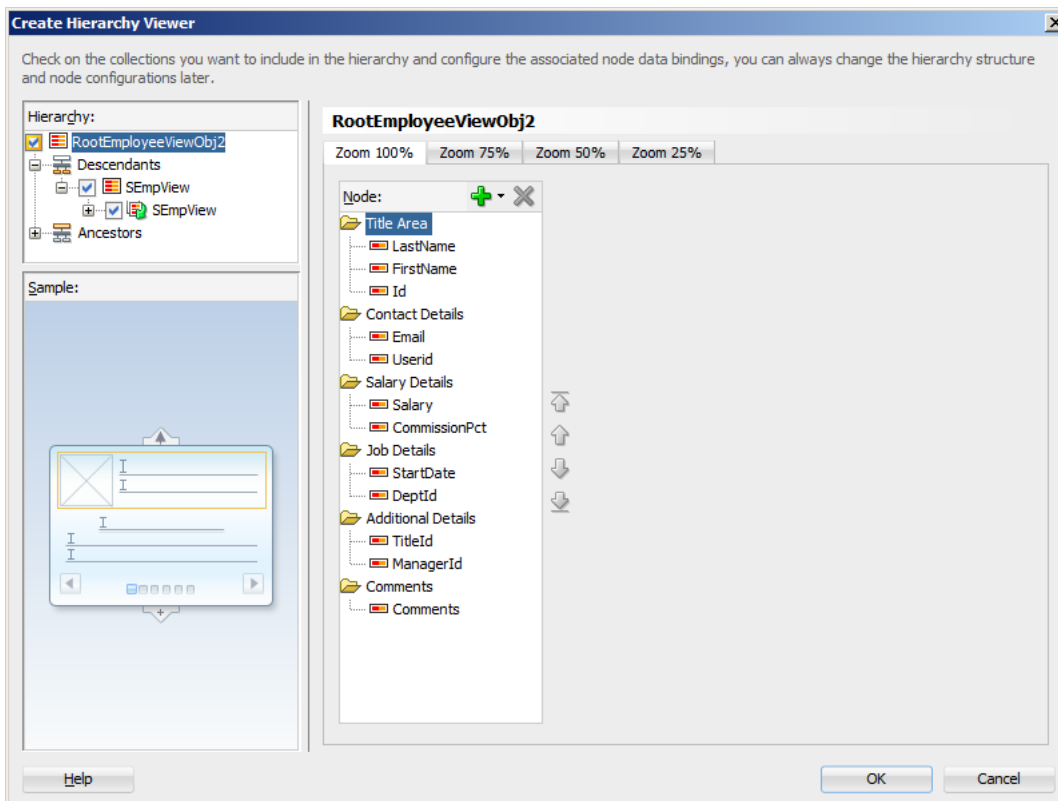 Create Hierarchy Viewer
Check on the collections you want to include in the hierarchy and configure the associated node data bindings, you can always change the hierarchy structure
and node configurations later.
Hierarchy:
RootEmployeeViewObj2
Descendants
SEmpView
SEmpView
Ancestors
Sample:
RootEmployeeViewObj2
Zoom 100% Zoom 75% Zoom 50% Zoom 25%
Node:
Title Area
LastName
FirstName
Id
Contact Details
Email
Userid
Salary Details
Salary
CommissionPct
Job Details
StartDate
DeptId
Additional Details
TitleId
ManagerId
Comments
Comments
Help OK Cancel